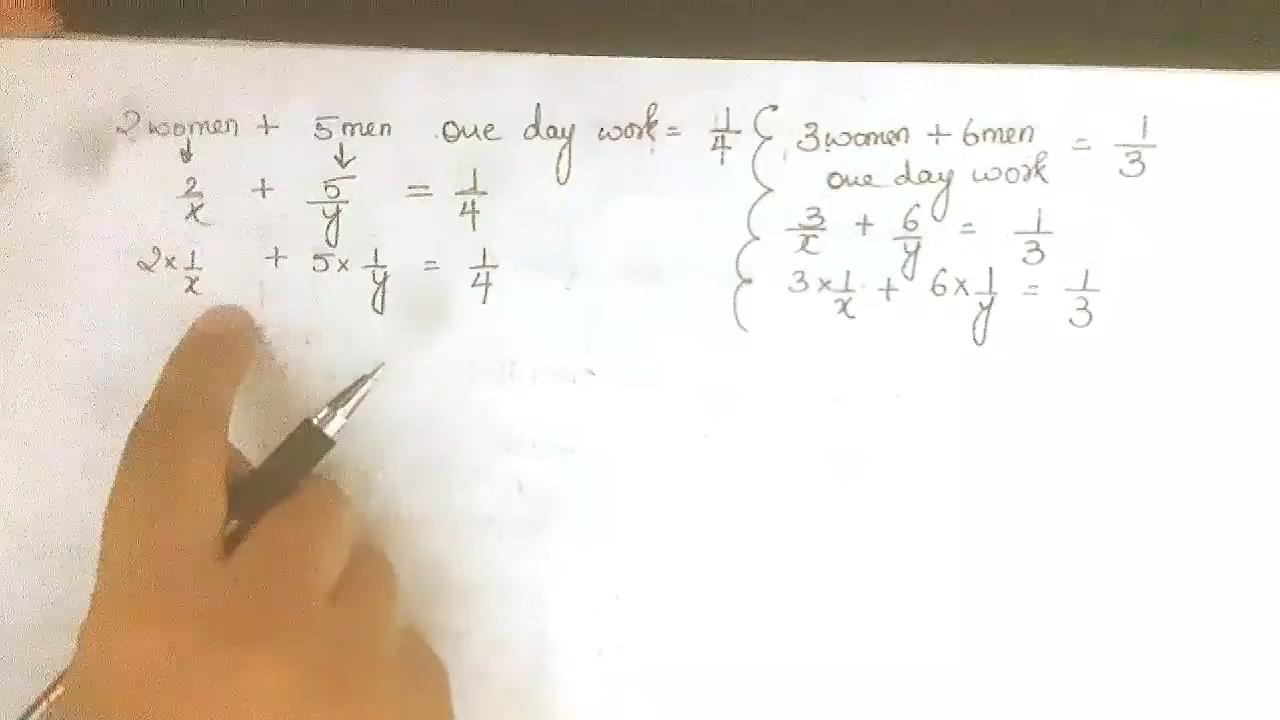 2 women + 5 men one day work = 1/4
2/x + 5/y = 1/4
2 × 1/x + 5 × 1/y = 1/4
3 women + 6 men = 1/3
one day work
3/x + 6/y = 1/3
3 × 1/x + 6 × 1/y = 1/3